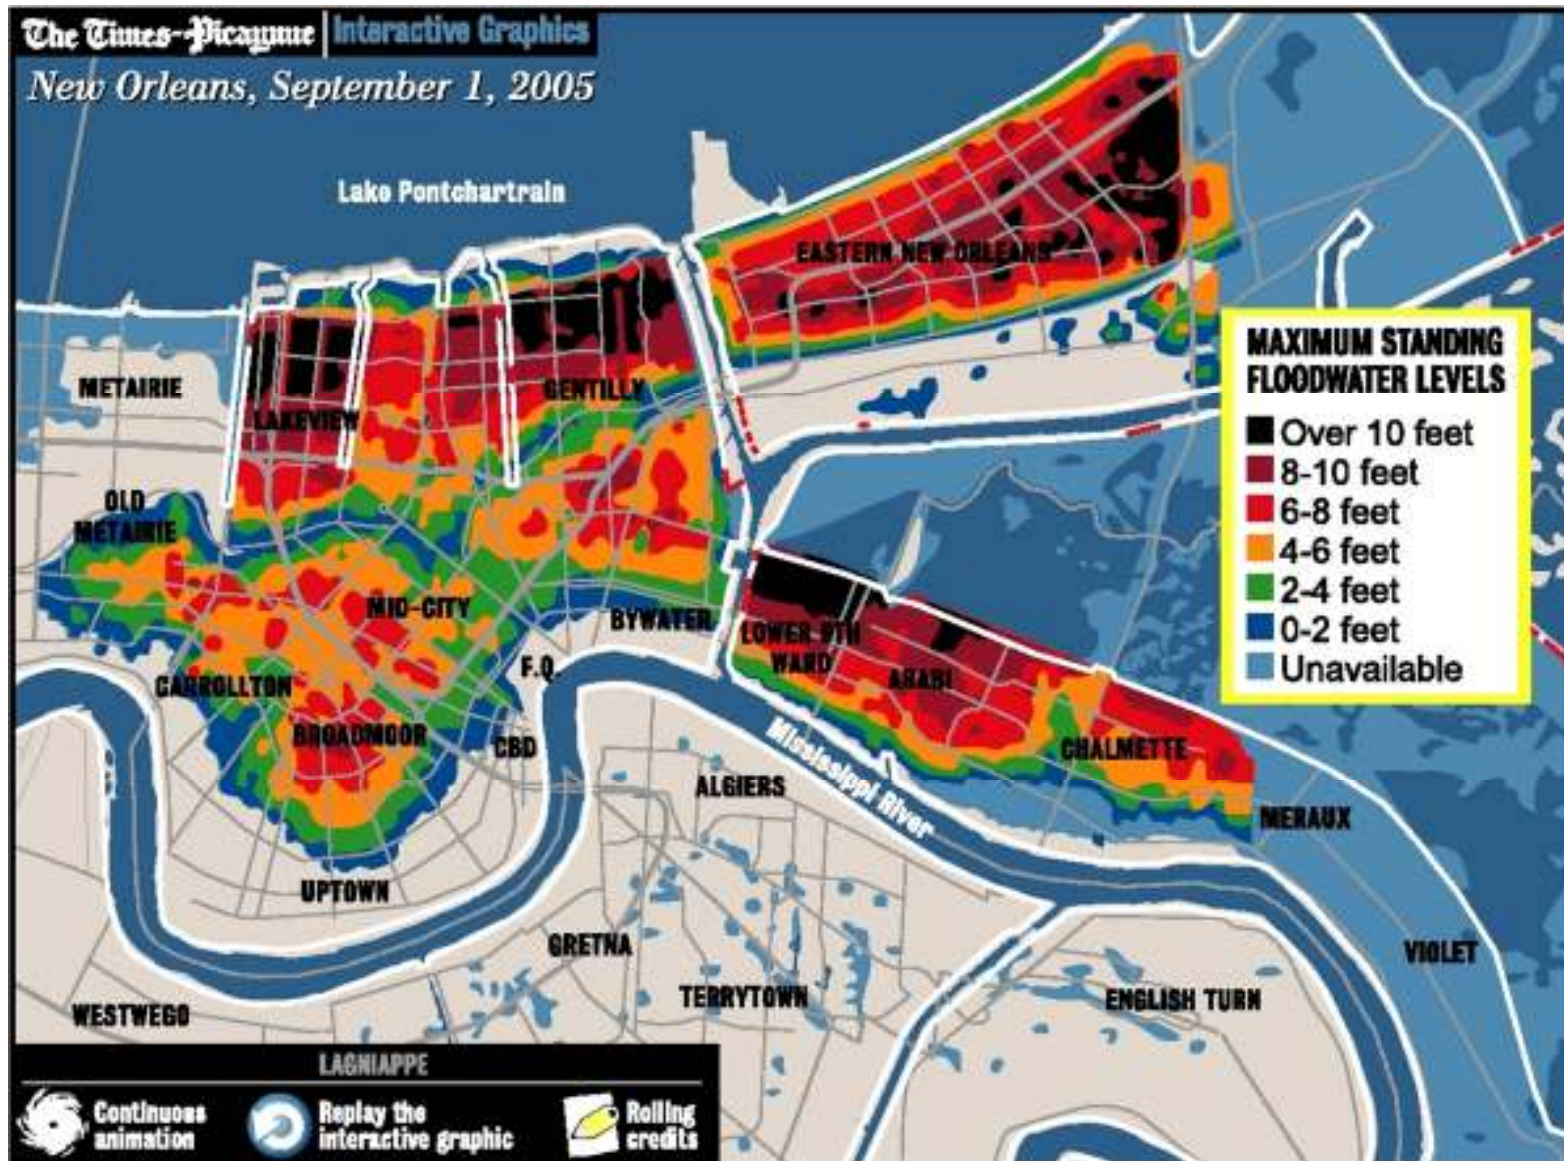 The Times-Picayune
Interactive Graphics
New Orleans, September 1, 2005
Lake Pontchartrain
EASTERN NEW ORLEANS
METAIRIE
LAKEVIEW
GENTILLY
OLD
METAIRIE
MID-CITY
BYWATER
LOWER 9TH
WARD
F.Q.
CARROLLTON
ARABI
BROADMOOR
CBD
CHALMETTE
Mississippi River
ALGIERS
MERAUX
UPTOWN
GRETNA
VIOLET
TERRYTOWN
ENGLISH TURN
WESTWEGO
MAXIMUM STANDING
FLOODWATER LEVELS
Over 10 feet
8-10 feet
6-8 feet
4-6 feet
2-4 feet
0-2 feet
Unavailable
LAGNIAPPE
Continuous
animation
Replay the
interactive graphic
Rolling
credits